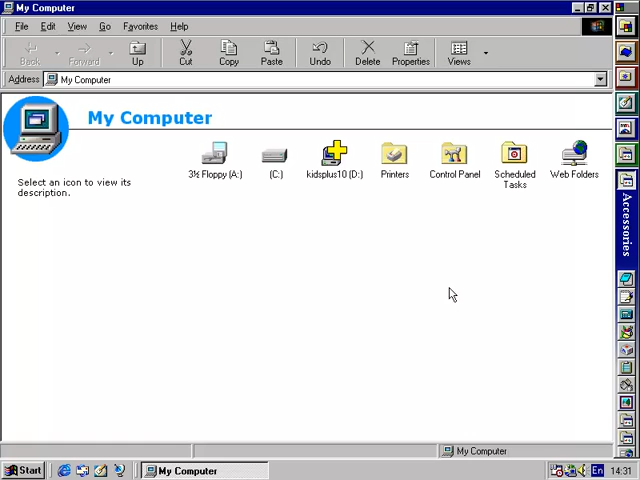 My Computer
File Edit View Go Favorites Help
Back Forward Up Cut Copy Paste Undo Delete Properties Views
Address My Computer
My Computer
Select an icon to view its
description.
3½ Floppy (A:) (C:) kidsplus10 (D:) Printers Control Panel Scheduled Tasks Web Folders
Accessories
My Computer
Start My Computer En 14:31